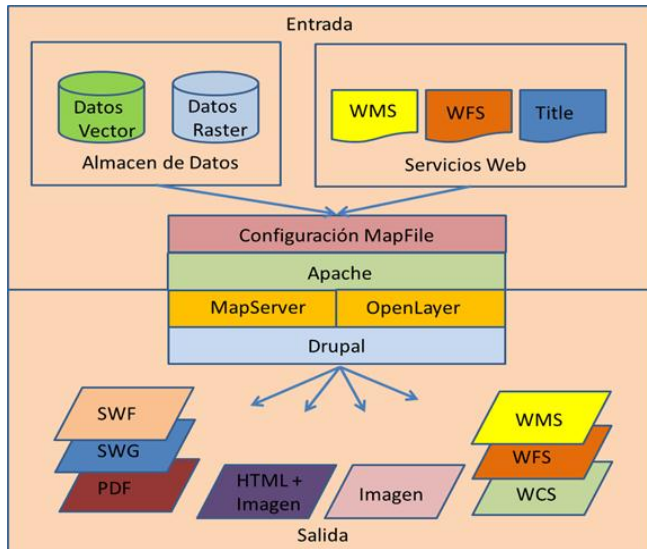 Entrada
Datos
Vector
Datos
Raster
Almacen de Datos
WMS
WFS
Title
Servicios Web
Configuración MapFile
Apache
MapServer
OpenLayer
Drupal
SWF
SWG
PDF
HTML +
Imagen
Imagen
WMS
WFS
WCS
Salida